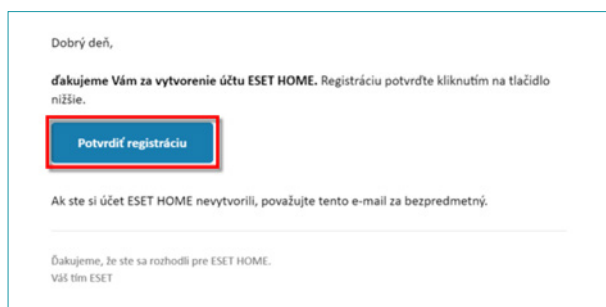 Dobrý deň,
ďakujeme Vám za vytvorenie účtu ESET HOME. Registráciu potvrďte kliknutím na tlačidlo
nižšie.
Potvrdiť registráciu
Ak ste si účet ESET HOME nevytvorili, považujte tento e-mail za bezpredmetný.
Ďakujeme, že ste sa rozhodli pre ESET HOME.
Váš tím ESET